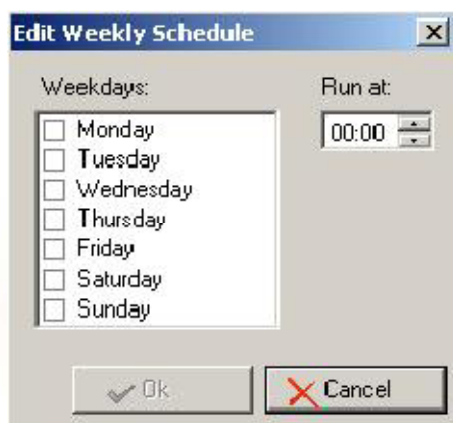 Edit Weekly Schedule
Weekdays:
Run at:
Monday
00:00
Tuesday
Wednesday
Thursday
Friday
Saturday
Sunday
Ok
Cancel